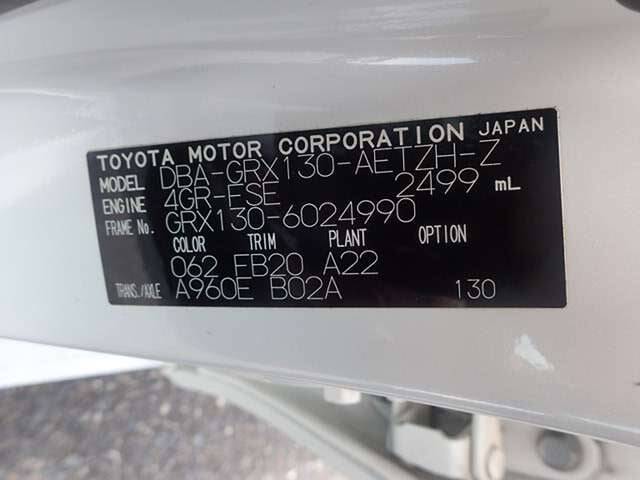 TOYOTA MOTOR CORPORATION JAPAN
MODEL DBA-GRX130-AETZH-Z
ENGINE 4GR-FSE 2499 mL
FRAME No. GRX130-6024990
COLOR TRIM PLANT OPTION
062 FB20 A22
TRANS./AXLE A960E B02A 130